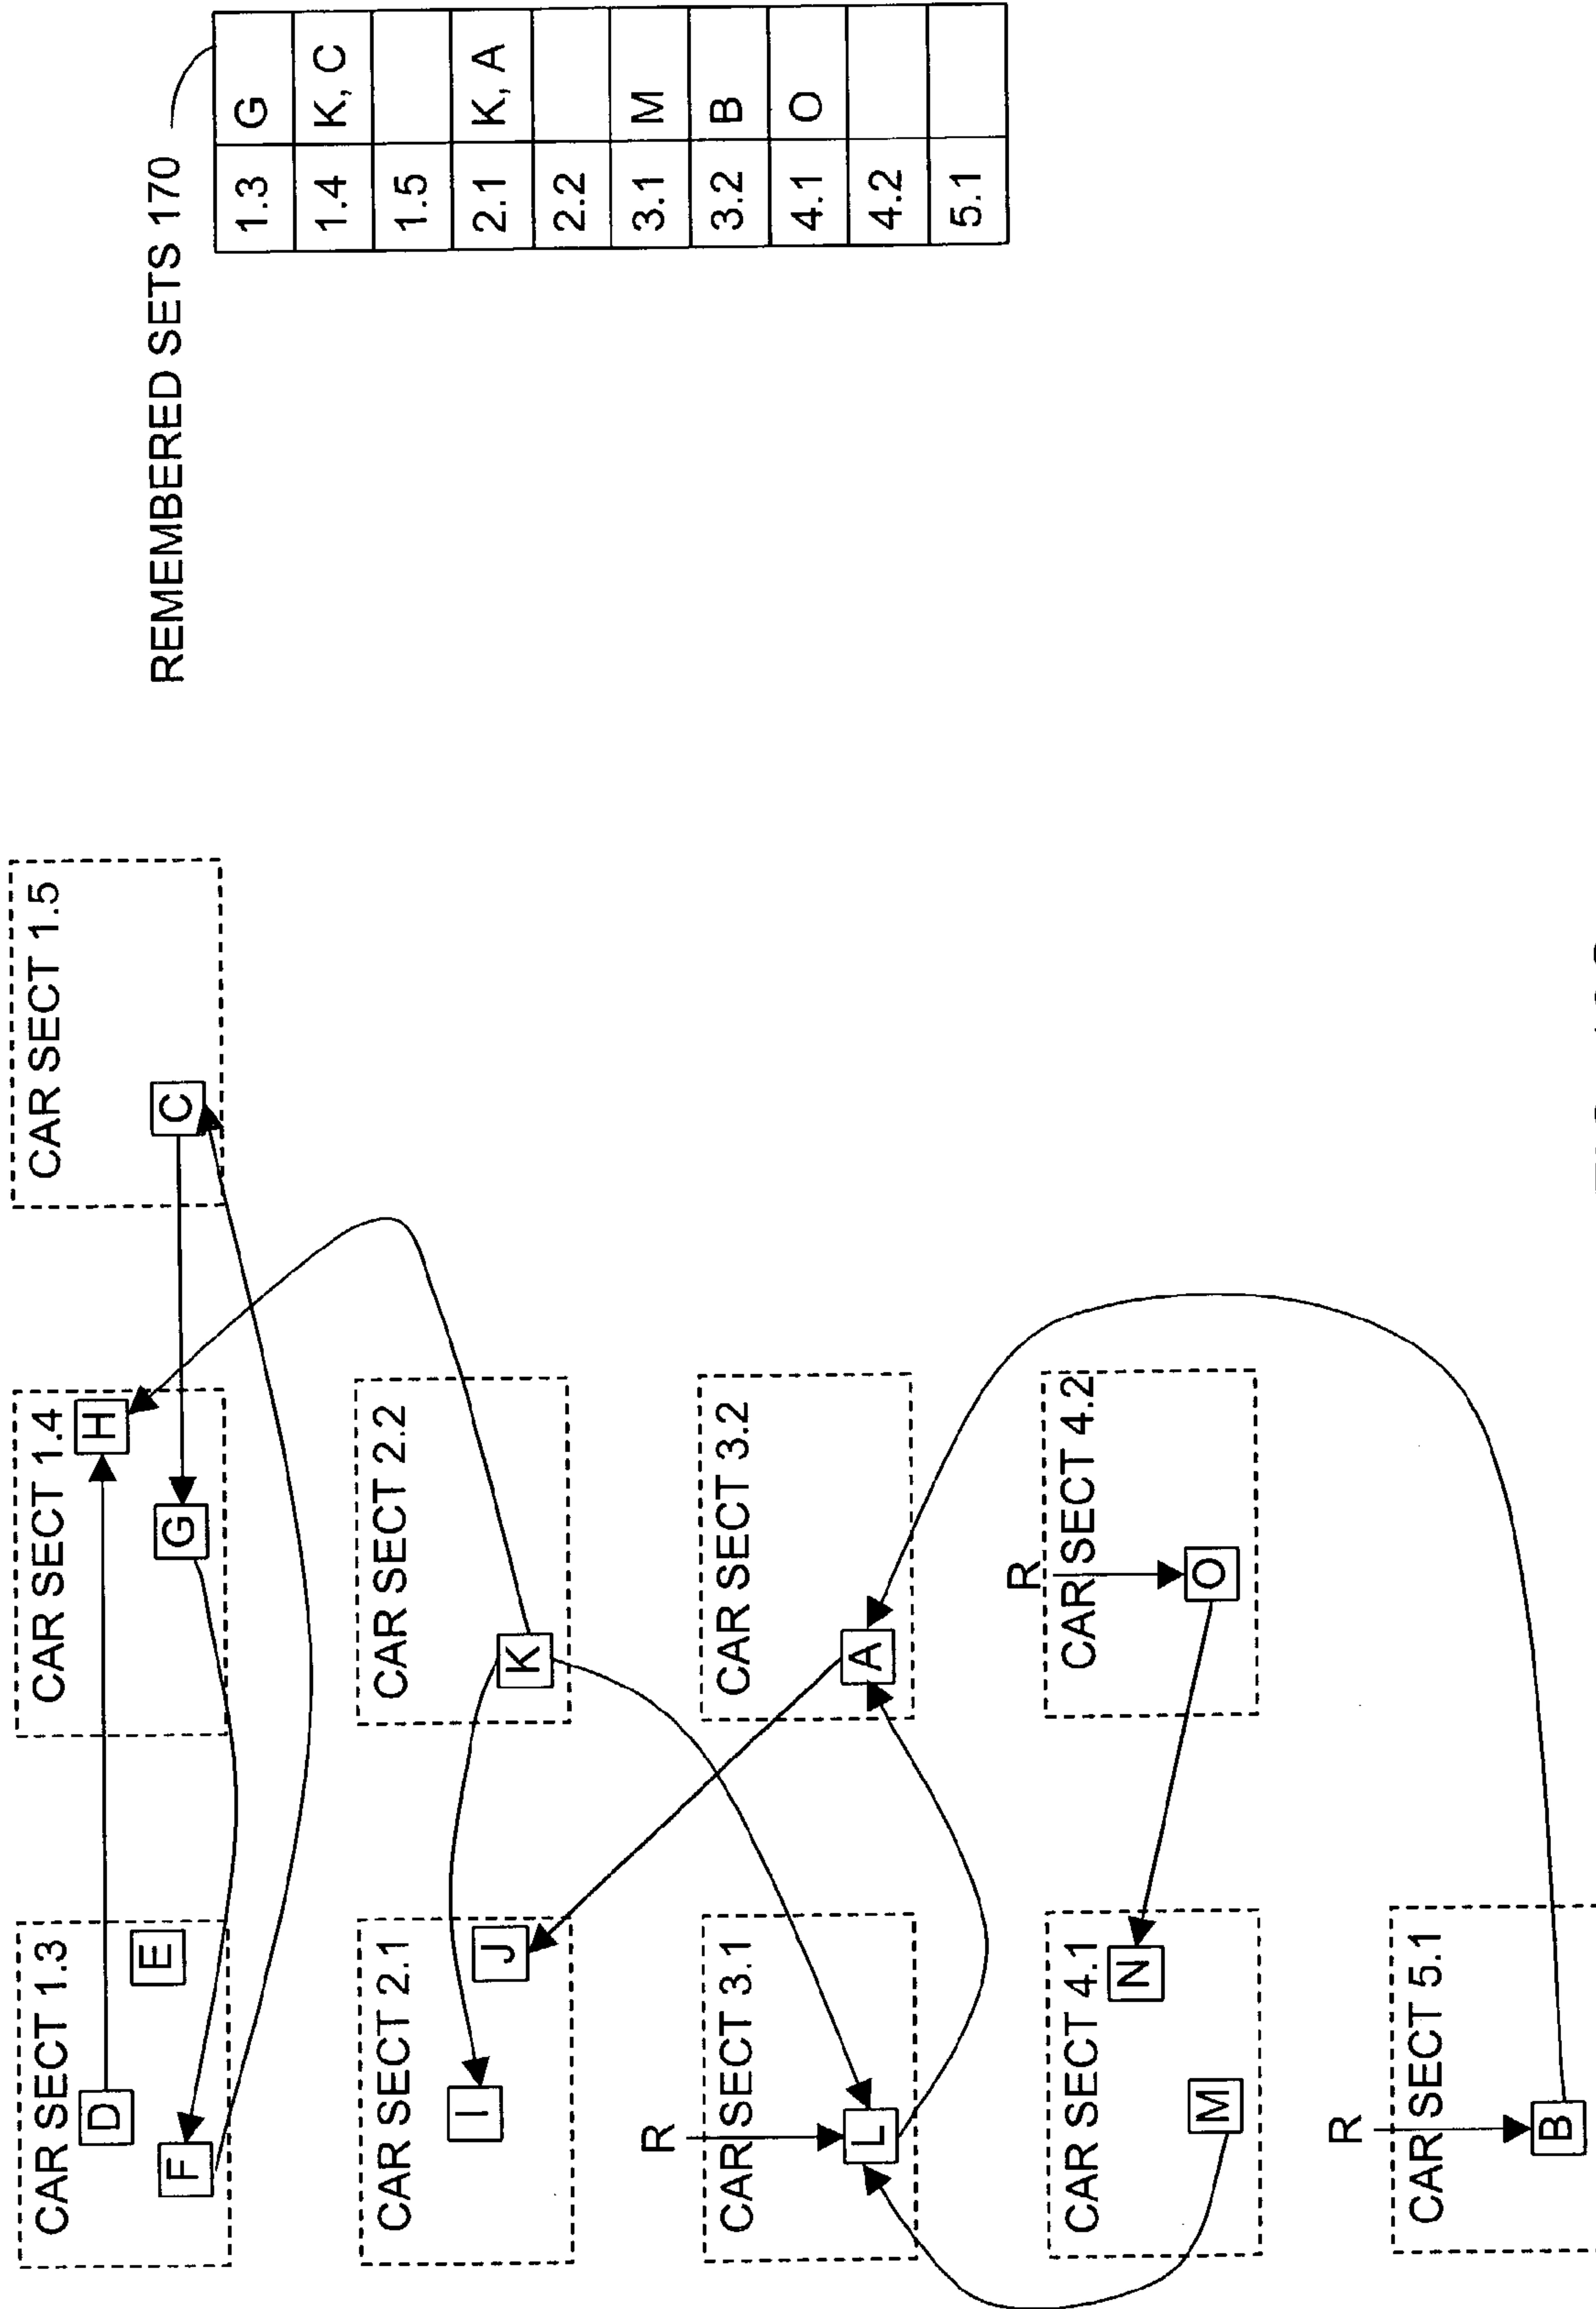 CAR SECT 1.3
D
E
F
CAR SECT 1.4
H
G
CAR SECT 1.5
C
CAR SECT 2.1
I
J
CAR SECT 2.2
K
R
CAR SECT 3.1
L
CAR SECT 3.2
A
CAR SECT 4.1
N
M
R
CAR SECT 4.2
O
R
CAR SECT 5.1
B
REMEMBERED SETS 170
1.3 G
1.4 K, C
1.5
2.1 K, A
2.2
3.1 M
3.2 B
4.1 O
4.2
5.1